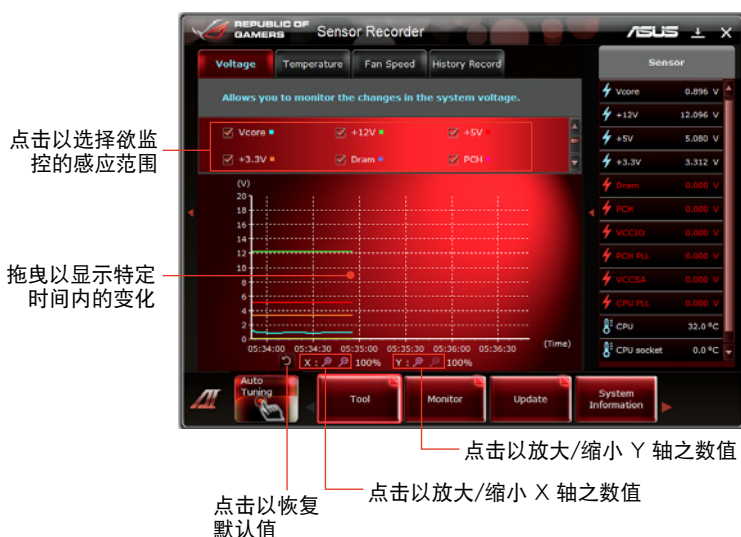 REPUBLIC OF
GAMERS
Sensor Recorder
ASUS
Voltage
Temperature
Fan Speed
History Record
Allows you to monitor the changes in the system voltage.
Vcore
+12V
+5V
+3.3V
Dram
PCH
(V)
20
18
16
14
12
10
8
6
4
2
0
05:34:00 05:34:30 05:35:00 05:35:30 05:36:00 05:36:30
(Time)
X : 100%
Y : 100%
Sensor
Vcore 0.896 V
+12V 12.096 V
+5V 5.080 V
+3.3V 3.312 V
Dram 0.000 V
PCH 0.000 V
VCCIO 0.000 V
PCH PLL 0.000 V
VCCSA 0.000 V
CPU PLL 0.000 V
CPU 32.0 ºC
CPU socket 0.0 ºC
Auto
Tuning
Tool
Monitor
Update
System
Information
点击以选择欲监
控的感应范围
拖曳以显示特定
时间内的变化
点击以放大/缩小 Y 轴之数值
点击以放大/缩小 X 轴之数值
点击以恢复
默认值